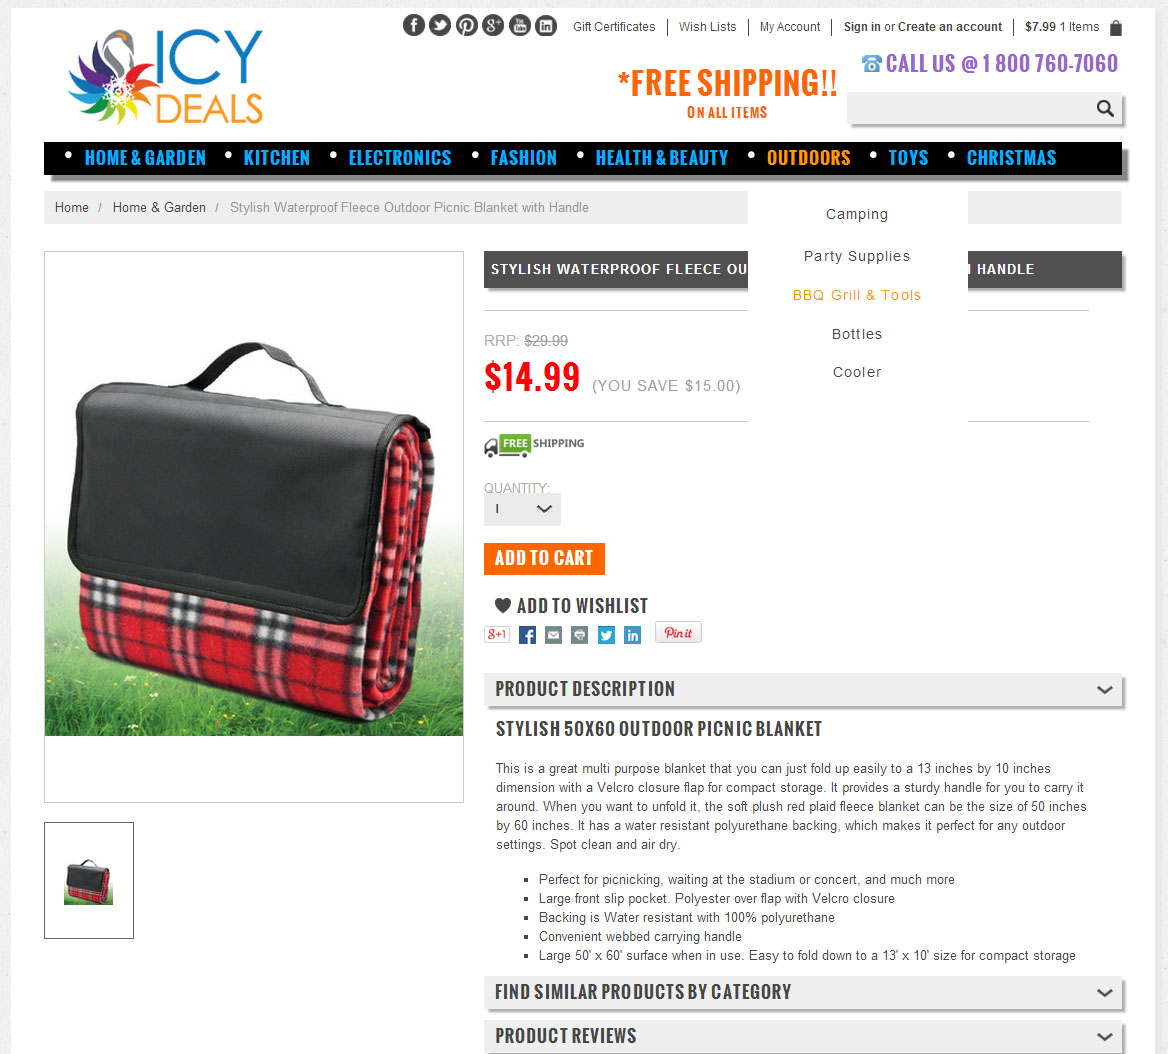 Gift Certificates | Wish Lists | My Account | Sign in or Create an account | $7.99 1 Items
ICY
DEALS
*FREE SHIPPING!!
ON ALL ITEMS
CALL US @ 1 800 760-7060
• HOME & GARDEN • KITCHEN • ELECTRONICS • FASHION • HEALTH & BEAUTY • OUTDOORS • TOYS • CHRISTMAS
Home / Home & Garden / Stylish Waterproof Fleece Outdoor Picnic Blanket with Handle
Camping
Party Supplies
BBQ Grill & Tools
Bottles
Cooler
STYLISH WATERPROOF FLEECE OU HANDLE
RRP: $29.99
$14.99 (YOU SAVE $15.00)
FREE SHIPPING
QUANTITY:
1
ADD TO CART
ADD TO WISHLIST
g+1 f in Pin it
PRODUCT DESCRIPTION
STYLISH 50X60 OUTDOOR PICNIC BLANKET
This is a great multi purpose blanket that you can just fold up easily to a 13 inches by 10 inches
dimension with a Velcro closure flap for compact storage. It provides a sturdy handle for you to carry it
around. When you want to unfold it, the soft plush red plaid fleece blanket can be the size of 50 inches
by 60 inches. It has a water resistant polyurethane backing, which makes it perfect for any outdoor
settings. Spot clean and air dry.
Perfect for picnicking, waiting at the stadium or concert, and much more
Large front slip pocket. Polyester over flap with Velcro closure
Backing is Water resistant with 100% polyurethane
Convenient webbed carrying handle
Large 50' x 60' surface when in use. Easy to fold down to a 13' x 10' size for compact storage
FIND SIMILAR PRODUCTS BY CATEGORY
PRODUCT REVIEWS